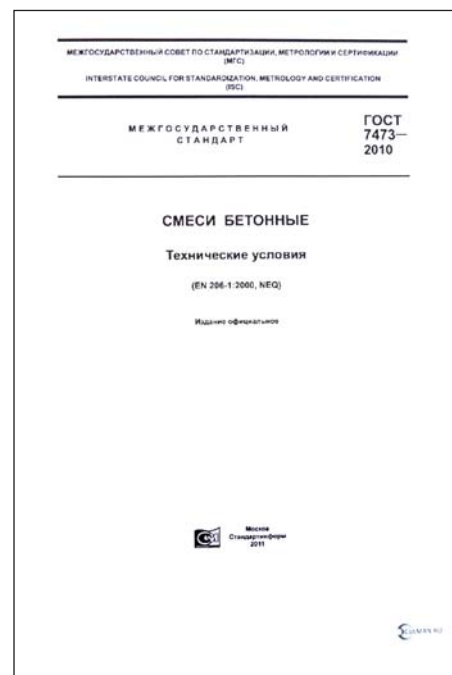 МЕЖГОСУДАРСТВЕННЫЙ СОВЕТ ПО СТАНДАРТИЗАЦИИ, МЕТРОЛОГИИ И СЕРТИФИКАЦИИ
(МГС)
INTERSTATE COUNCIL FOR STANDARDIZATION, METROLOGY AND CERTIFICATION
(ISC)
МЕЖГОСУДАРСТВЕННЫЙ
СТАНДАРТ
ГОСТ
7473—
2010
СМЕСИ БЕТОННЫЕ
Технические условия
(EN 206-1:2000, NEQ)
Издание официальное
Москва
Стандартинформ
2011